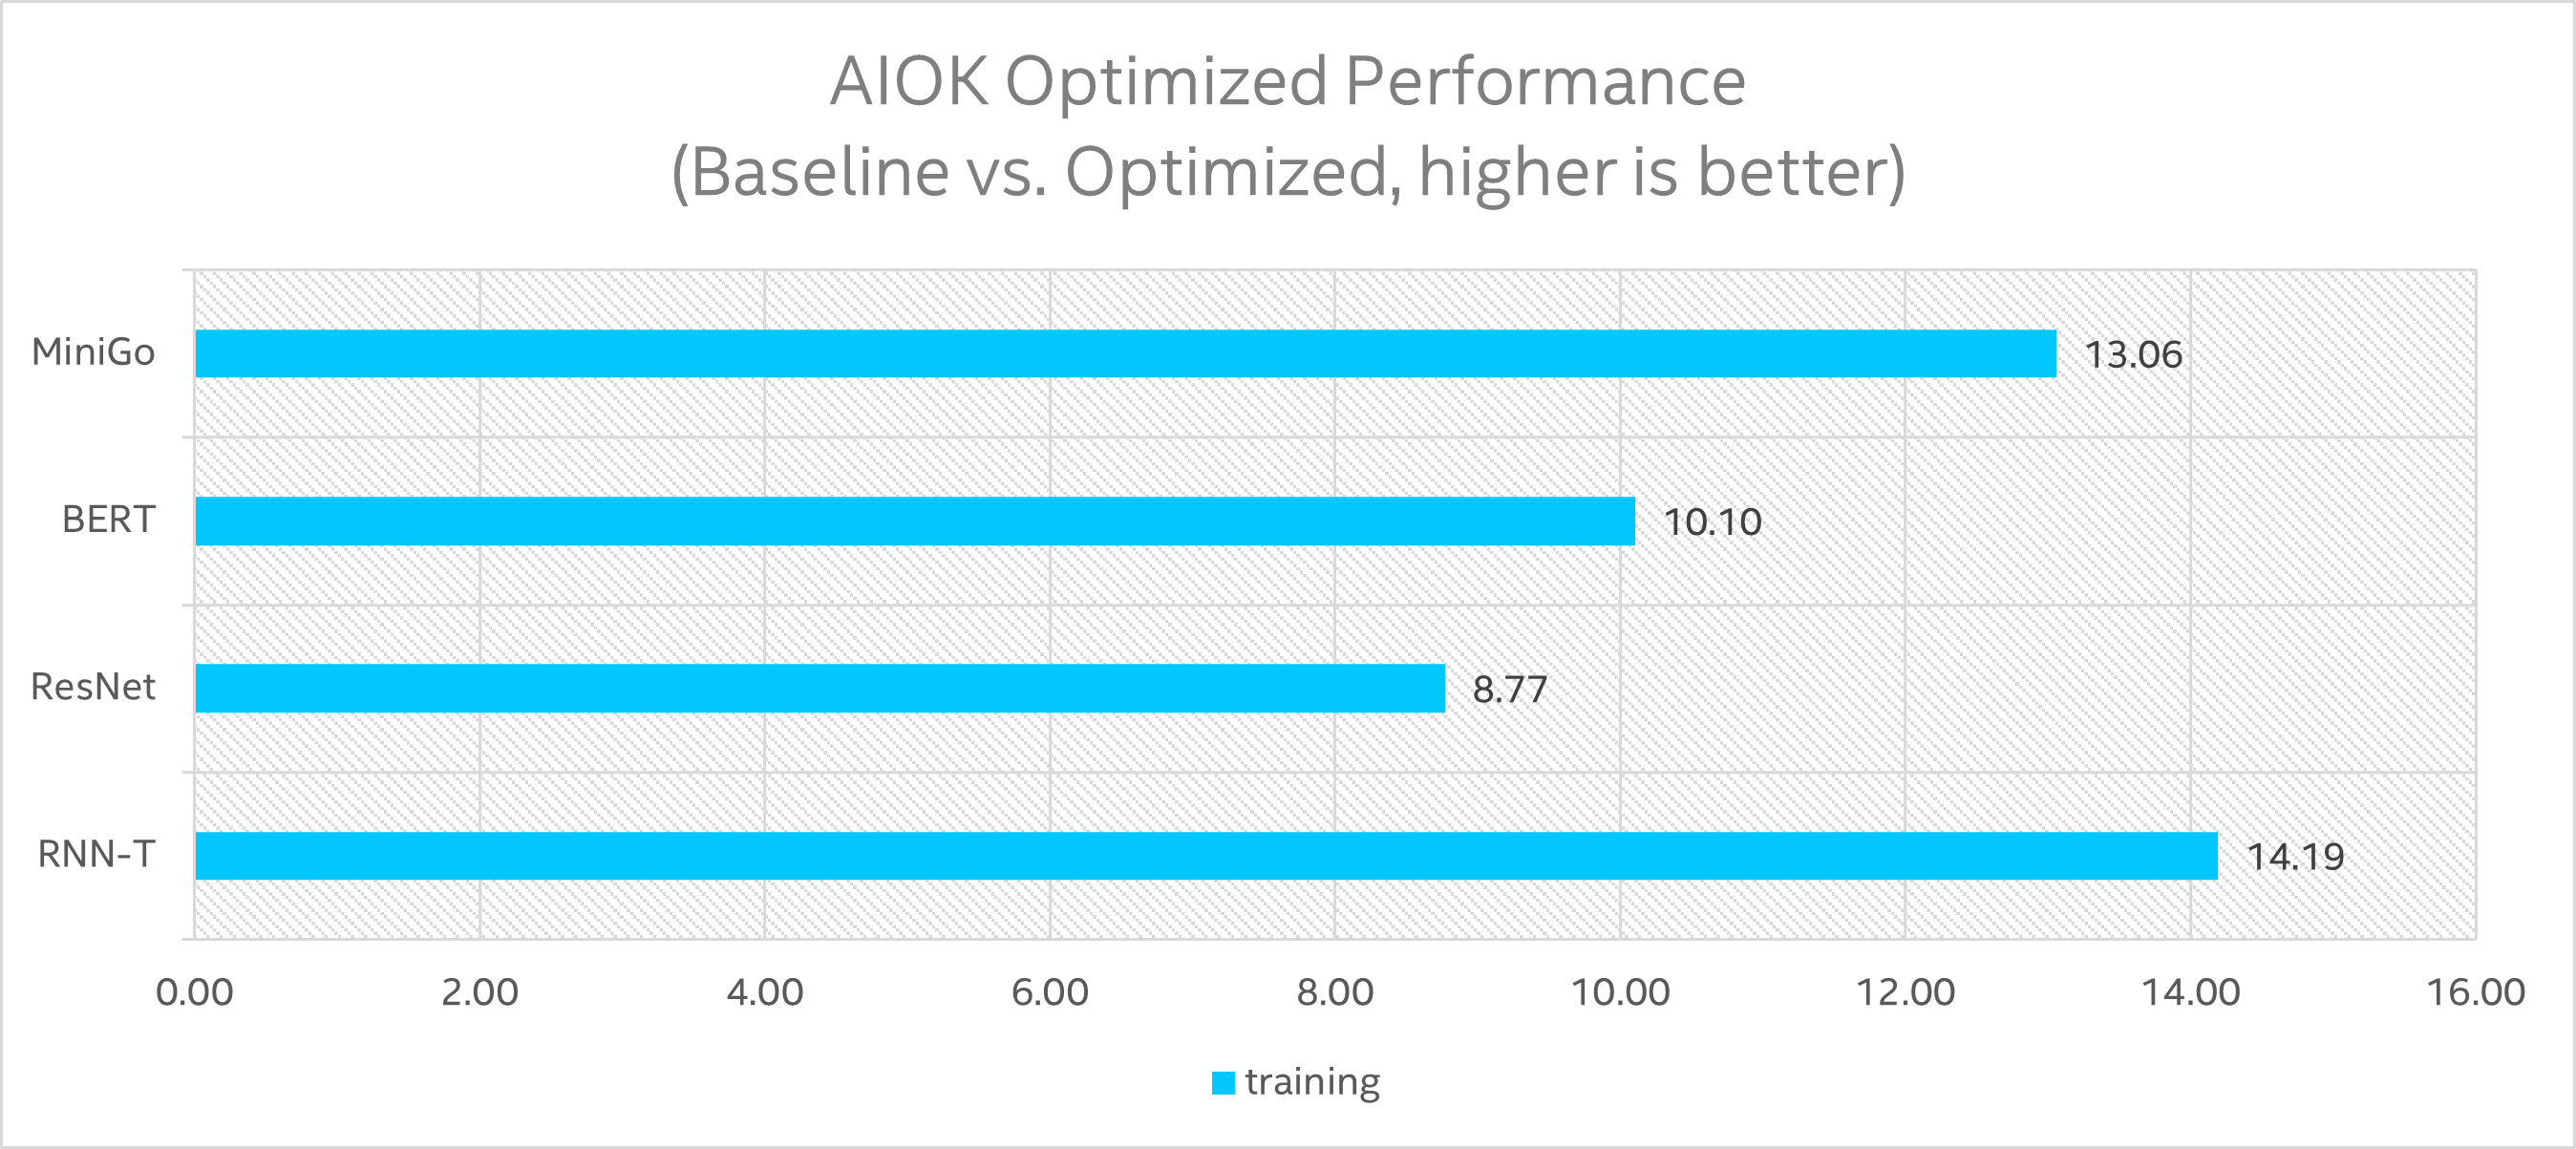 AIOK Optimized Performance
(Baseline vs. Optimized, higher is better)
MiniGo
13.06
BERT
10.10
ResNet
8.77
RNN-T
14.19
0.00 2.00 4.00 6.00 8.00 10.00 12.00 14.00 16.00
training